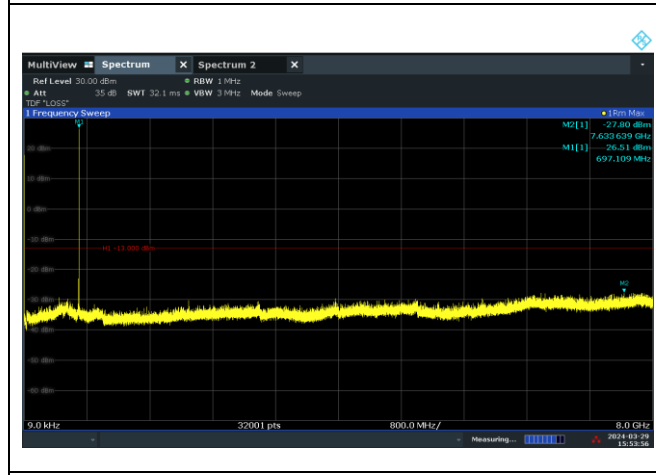 MultiView Spectrum X Spectrum 2 X
Ref Level 30.00 dBm RBW 1 MHz
Att 35 dB SWT 32.1 ms VBW 3 MHz Mode Sweep
TDF "LOSS"
1 Frequency Sweep 1Rm Max
M1
M2[1] -27.80 dBm
7.633639 GHz
M1[1] 26.51 dBm
697.109 MHz
20 dBm
10 dBm
0 dBm
-10 dBm
H1 -13.000 dBm
-20 dBm
M2
-30 dBm
-50 dBm
-60 dBm
9.0 kHz 32001 pts 800.0 MHz/ 8.0 GHz
Measuring... 2024-03-29
15:53:56